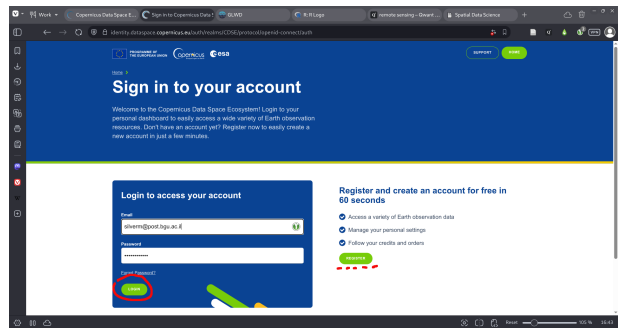 Work
Copernicus Data Space E...
Sign in to Copernicus Data S
GLWD
R: R Logo
remote sensing – Qwant ...
Spatial Data Science
identity.dataspace.copernicus.eu/auth/realms/CDSE/protocol/openid-connect/auth
VPN
PROGRAMME OF
THE EUROPEAN UNION
opernicus
esa
SUPPORT
HOME
Home >
Sign in to your account
Welcome to the Copernicus Data Space Ecosystem! Login to your
personal dashboard to easily access a wide variety of Earth observation
resources. Don't have an account yet? Register now to easily create a
new account in just a few minutes.
Login to access your account
Email
silverm@post.bgu.ac.il
Password
••••••••••••
Forgot Password?
LOGIN
Register and create an account for free in
60 seconds
Access a variety of Earth observation data
Manage your personal settings
Follow your credits and orders
REGISTER
Reset
105 %
10:43